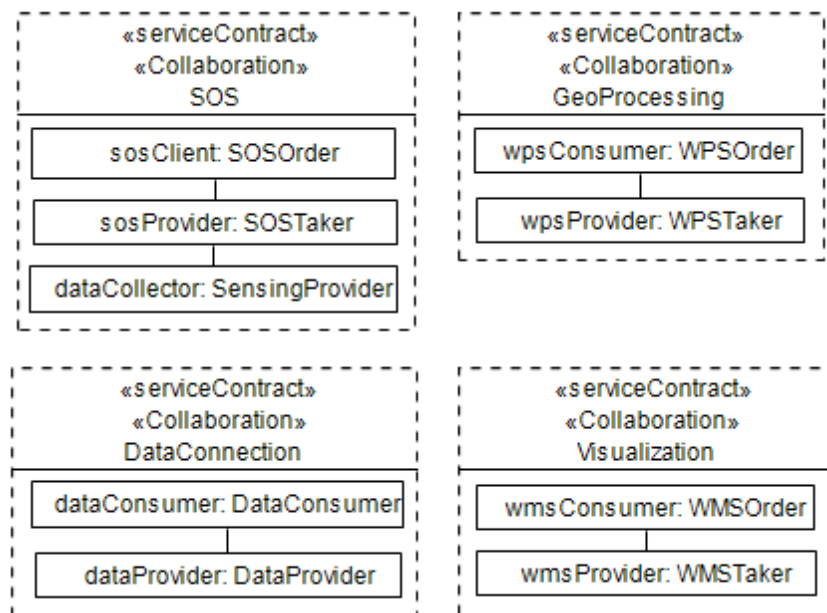 «serviceContract»
«Collaboration»
SOS
sosClient: SOSOrder
sosProvider: SOSTaker
dataCollector: SensingProvider
«serviceContract»
«Collaboration»
GeoProcessing
wpsConsumer: WPSOrder
wpsProvider: WPSTaker
«serviceContract»
«Collaboration»
DataConnection
dataConsumer: DataConsumer
dataProvider: DataProvider
«serviceContract»
«Collaboration»
Visualization
wmsConsumer: WMSOrder
wmsProvider: WMSTaker